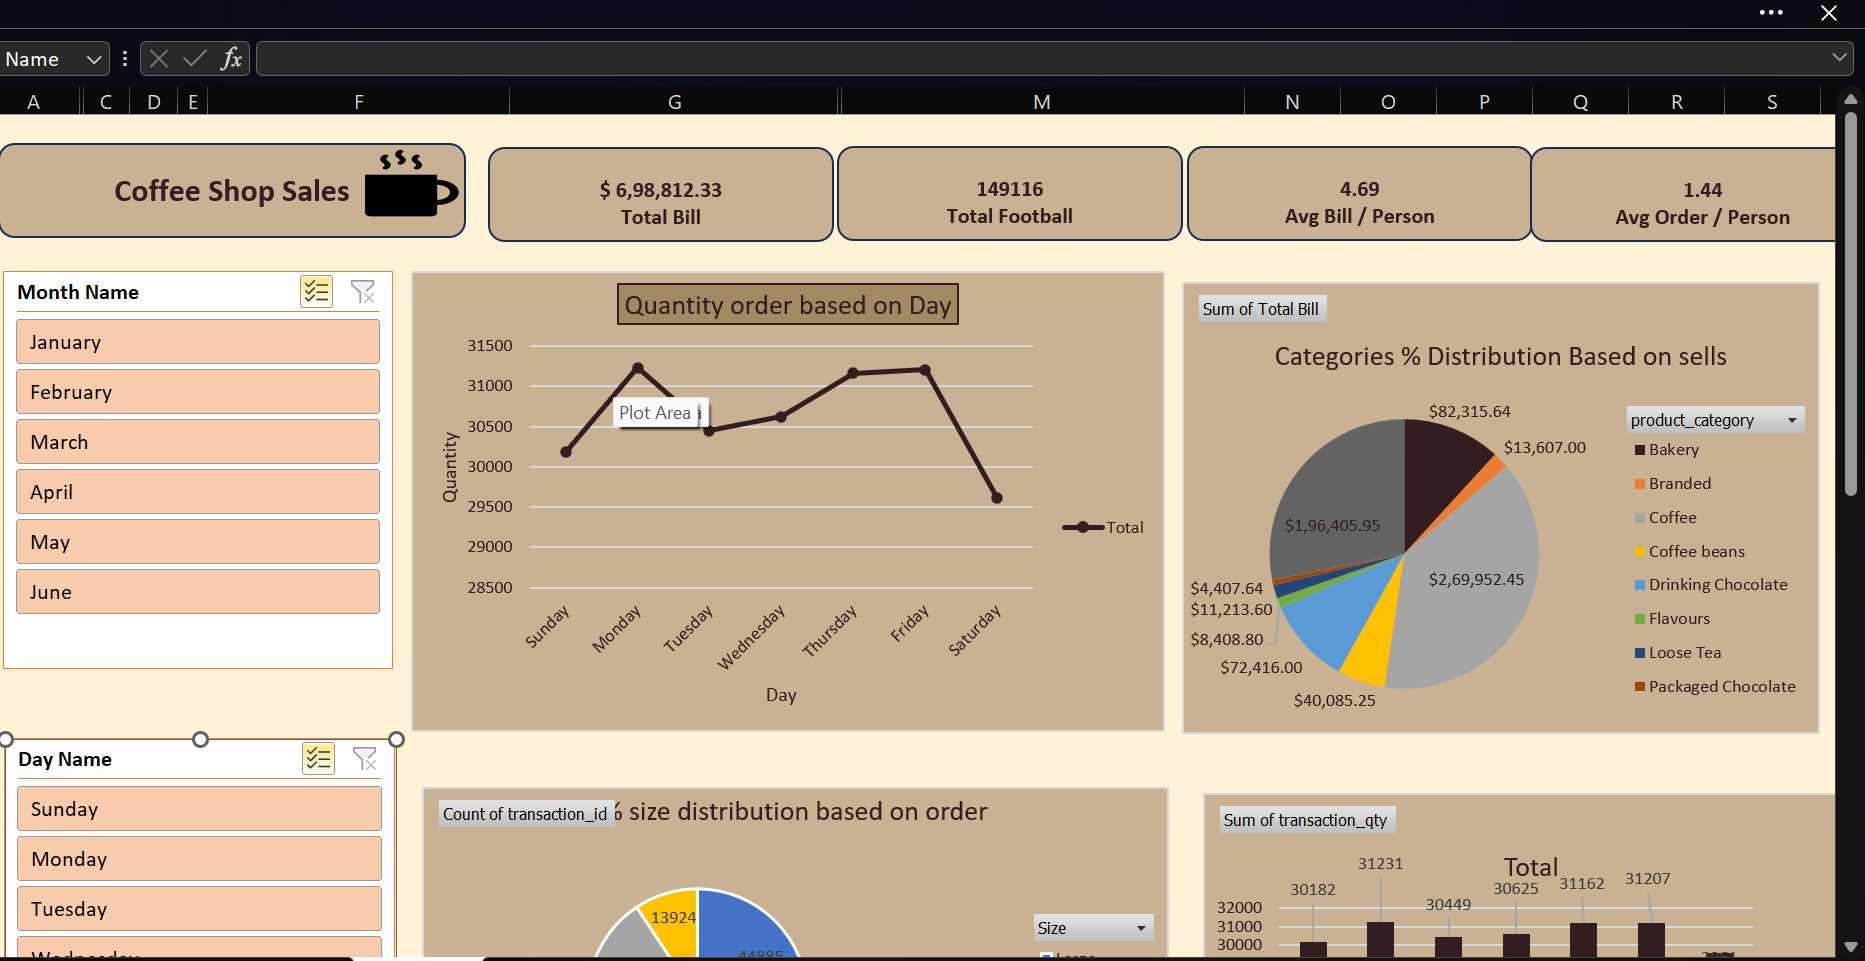 Name
fx
A C D E F G M N O P Q R S
Coffee Shop Sales
$ 6,98,812.33
Total Bill
149116
Total Football
4.69
Avg Bill / Person
1.44
Avg Order / Person
Month Name
January
February
March
April
May
June
Quantity order based on Day
31500
31000
30500
30000
29500
29000
28500
Quantity
Plot Area
Total
Sunday
Monday
Tuesday
Wednesday
Thursday
Friday
Saturday
Day
Sum of Total Bill
Categories % Distribution Based on sells
$82,315.64
$13,607.00
$1,96,405.95
$2,69,952.45
$4,407.64
$11,213.60
$8,408.80
$72,416.00
$40,085.25
product_category
Bakery
Branded
Coffee
Coffee beans
Drinking Chocolate
Flavours
Loose Tea
Packaged Chocolate
Day Name
Sunday
Monday
Tuesday
Wednesday
Count of transaction_id
% size distribution based on order
13924
44885
Size
Large
Sum of transaction_qty
Total
30182
31231
30449
30625
31162
31207
32000
31000
30000